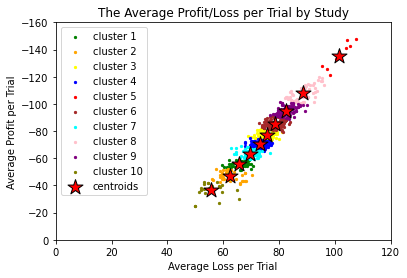 The Average Profit/Loss per Trial by Study
−160
−140
−120
−100
−80
−60
−40
−20
0
Average Profit per Trial
cluster 1
cluster 2
cluster 3
cluster 4
cluster 5
cluster 6
cluster 7
cluster 8
cluster 9
cluster 10
centroids
0 20 40 60 80 100 120
Average Loss per Trial